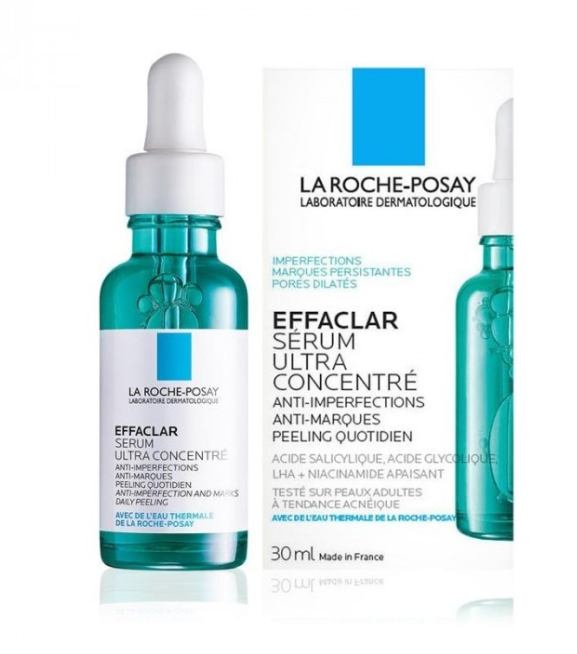 LA ROCHE-POSAY
LABORATOIRE DERMATOLOGIQUE
EFFACLAR
SERUM
ULTRA CONCENTRÉ
ANTI-IMPERFECTIONS
ANTI-MARQUES
PEELING QUOTIDIEN
ANTI-IMPERFECTION AND MARKS
DAILY PEELING
AVEC DE L'EAU THERMALE
DE LA ROCHE-POSAY
LA ROCHE-POSAY
LABORATOIRE DERMATOLOGIQUE
IMPERFECTIONS
MARQUES PERSISTANTES
PORES DILATÉS
EFFACLAR
SÉRUM
ULTRA
CONCENTRÉ
ANTI-IMPERFECTIONS
ANTI-MARQUES
PEELING QUOTIDIEN
ACIDE SALICYLIQUE, ACIDE GLYCOLIQUE,
LHA + NIACINAMIDE APAISANT
TESTÉ SUR PEAUX ADULTES
À TENDANCE ACNÉIQUE
AVEC DE L'EAU THERMALE DE LA ROCHE-POSAY
30 ml Made in France